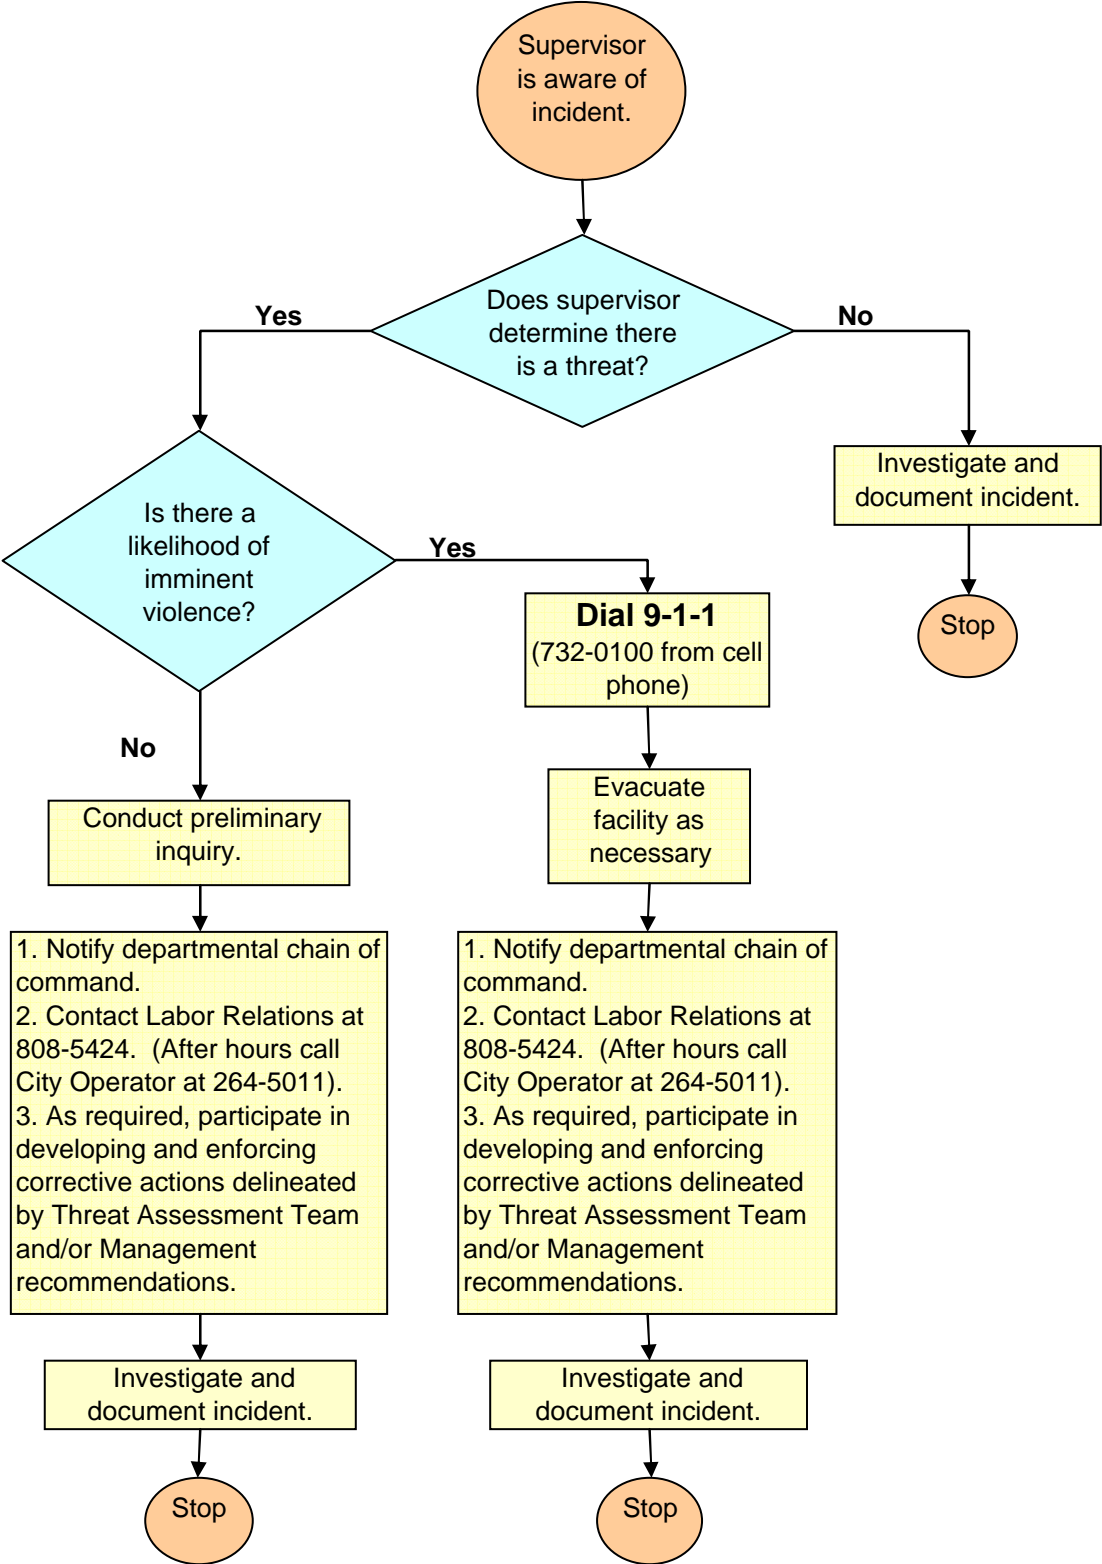 Supervisor
is aware of
incident.
Does supervisor
determine there
is a threat?
Yes
No
Investigate and
document incident.
Stop
Is there a
likelihood of
imminent
violence?
Yes
Dial 9-1-1
(732-0100 from cell
phone)
Evacuate
facility as
necessary
No
Conduct preliminary
inquiry.
1. Notify departmental chain of
command.
2. Contact Labor Relations at
808-5424.  (After hours call
City Operator at 264-5011).
3. As required, participate in
developing and enforcing
corrective actions delineated
by Threat Assessment Team
and/or Management
recommendations.
Investigate and
document incident.
Stop
1. Notify departmental chain of
command.
2. Contact Labor Relations at
808-5424.  (After hours call
City Operator at 264-5011).
3. As required, participate in
developing and enforcing
corrective actions delineated
by Threat Assessment Team
and/or Management
recommendations.
Investigate and
document incident.
Stop